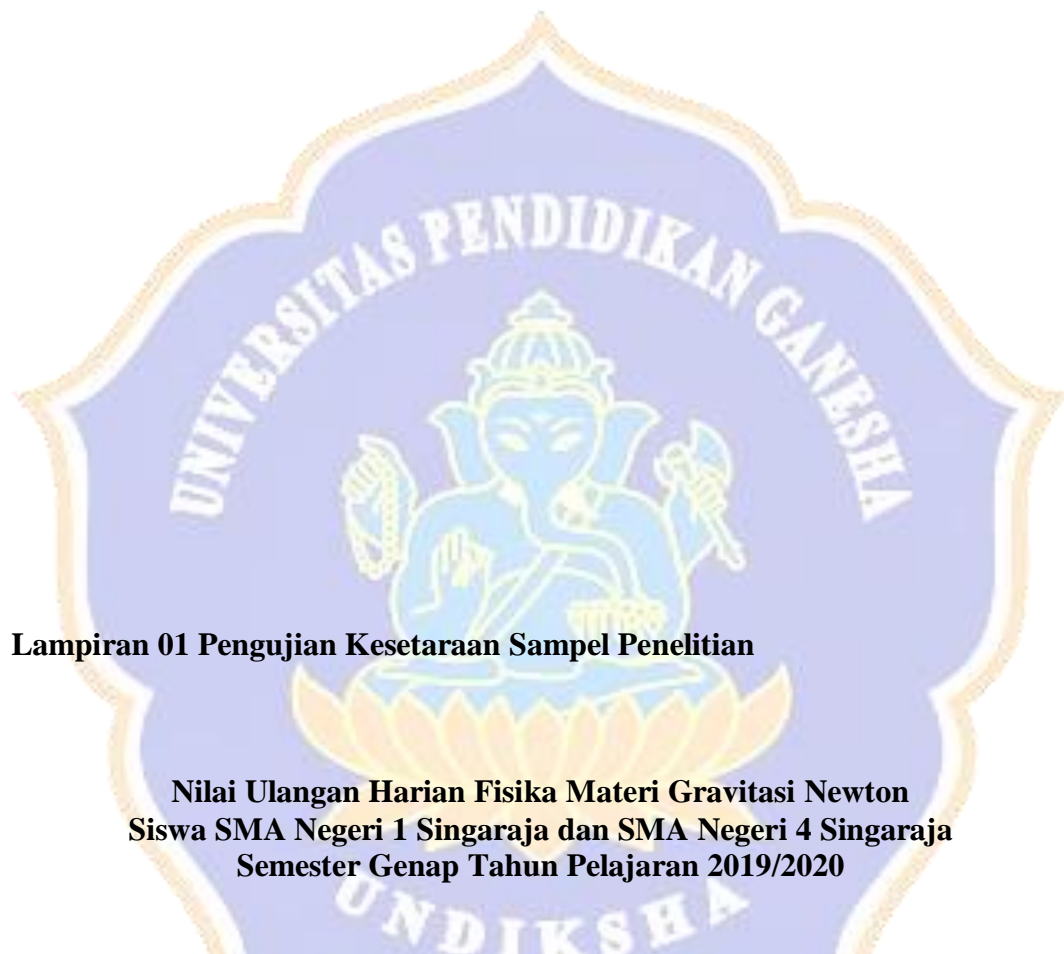 UNIVERSITAS PENDIDIKAN GANESHA
Lampiran 01 Pengujian Kesetaraan Sampel Penelitian
Nilai Ulangan Harian Fisika Materi Gravitasi Newton
Siswa SMA Negeri 1 Singaraja dan SMA Negeri 4 Singaraja
Semester Genap Tahun Pelajaran 2019/2020
UNDIKSHA